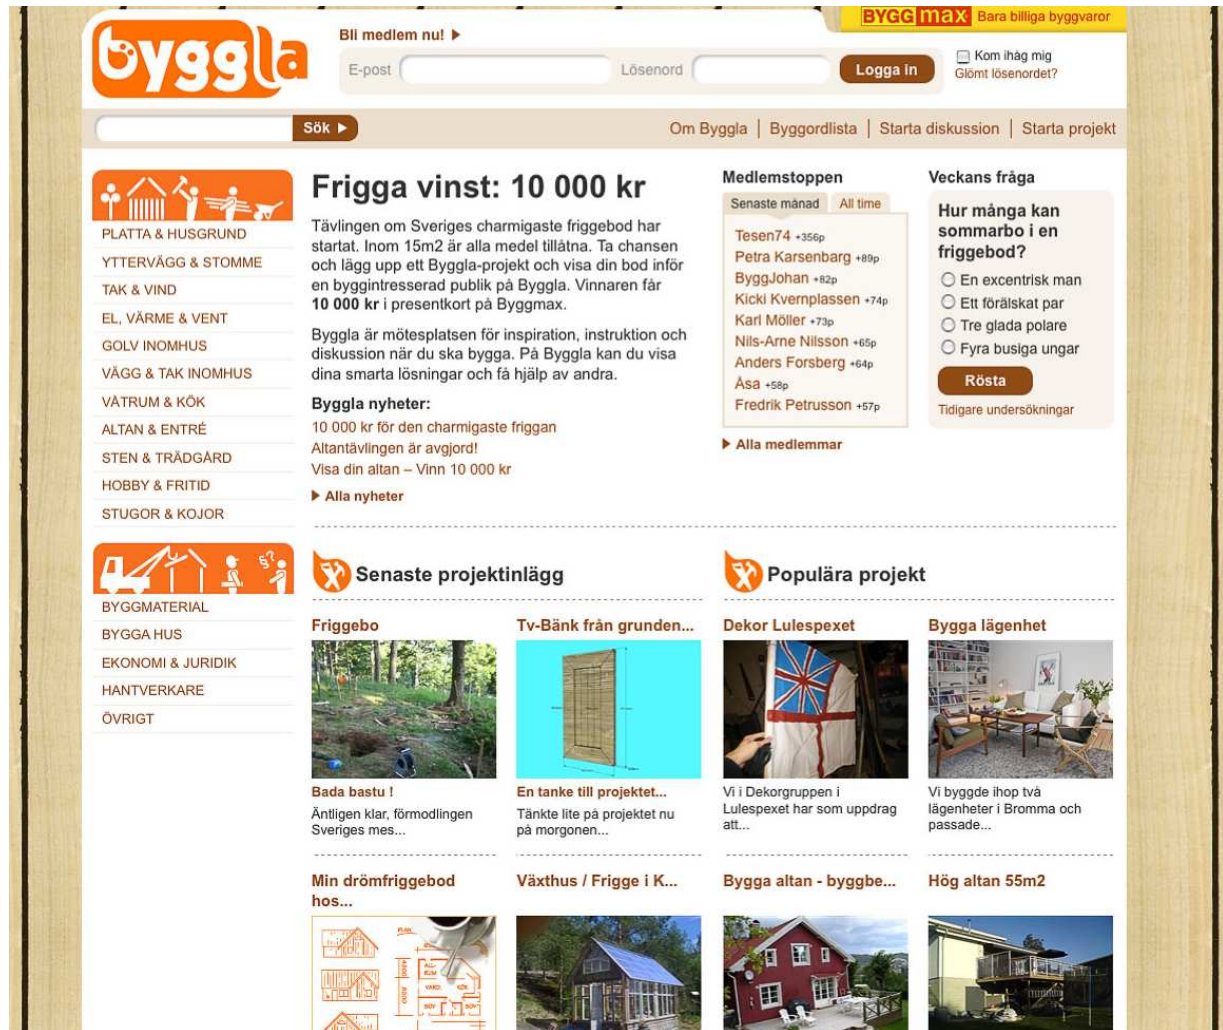 BYGG max Bara billiga byggvaror
byggla
Bli medlem nu!
E-post
Lösenord
Logga in
Kom ihåg mig
Glömt lösenordet?
Sök
Om Byggla | Byggordlista | Starta diskussion | Starta projekt
PLATTA & HUSGRUND
YTTERVÄGG & STOMME
TAK & VIND
EL, VÄRME & VENT
GOLV INOMHUS
VÄGG & TAK INOMHUS
VÅTRUM & KÖK
ALTAN & ENTRÉ
STEN & TRÄDGÅRD
HOBBY & FRITID
STUGOR & KOJOR
§?
BYGGMATERIAL
BYGGA HUS
EKONOMI & JURIDIK
HANTVERKARE
ÖVRIGT
Frigga vinst: 10 000 kr
Tävlingen om Sveriges charmigaste friggebod har
startat. Inom 15m2 är alla medel tillåtna. Ta chansen
och lägg upp ett Byggla-projekt och visa din bod inför
en byggintresserad publik på Byggla. Vinnaren får
10 000 kr i presentkort på Byggmax.
Byggla är mötesplatsen för inspiration, instruktion och
diskussion när du ska bygga. På Byggla kan du visa
dina smarta lösningar och få hjälp av andra.
Byggla nyheter:
10 000 kr för den charmigaste friggan
Altantävlingen är avgjord!
Visa din altan – Vinn 10 000 kr
Alla nyheter
Medlemstoppen
Senaste månad
All time
Tesen74 +356p
Petra Karsenbarg +89p
ByggJohan +82p
Kicki Kvernplassen +74p
Karl Möller +73p
Nils-Arne Nilsson +65p
Anders Forsberg +64p
Åsa +58p
Fredrik Petrusson +57p
Alla medlemmar
Veckans fråga
Hur många kan
sommarbo i en
friggebod?
En excentrisk man
Ett förälskat par
Tre glada polare
Fyra busiga ungar
Rösta
Tidigare undersökningar
Senaste projektinlägg
Friggebo
Bada bastu !
Äntligen klar, förmodlingen
Sveriges mes...
Tv-Bänk från grunden...
En tanke till projektet...
Tänkte lite på projektet nu
på morgonen...
Populära projekt
Dekor Lulespexet
Vi i Dekorgruppen i
Lulespexet har som uppdrag
att...
Bygga lägenhet
Vi byggde ihop två
lägenheter i Bromma och
passade...
Min drömfriggebod
hos...
PLAN
ALL-
RUM
VARD.
KÖK
SOV
SOV
Växthus / Frigge i K...
Bygga altan - byggbe...
Hög altan 55m2